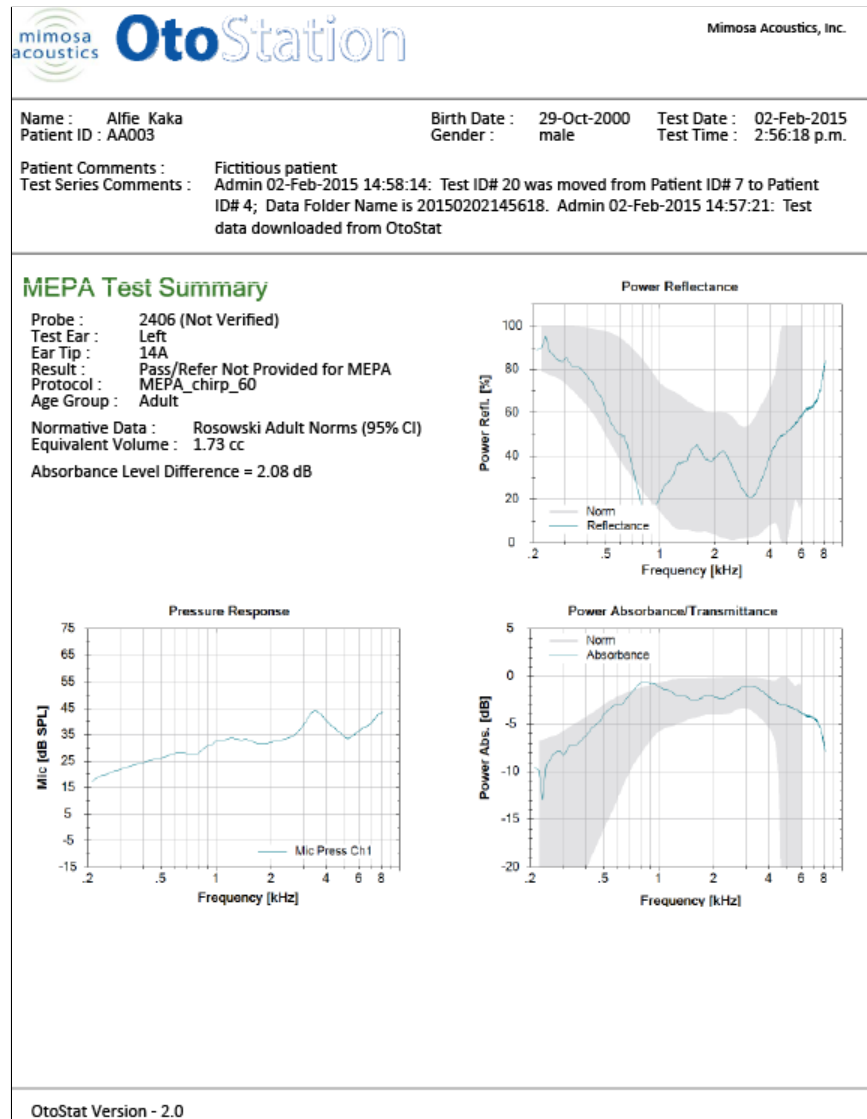 mimosa
acoustics
OtoStation
Mimosa Acoustics, Inc.
Name : Alfie Kaka
Birth Date : 29-Oct-2000
Test Date : 02-Feb-2015
Patient ID : AA003
Gender : male
Test Time : 2:56:18 p.m.
Patient Comments : Fictitious patient
Test Series Comments : Admin 02-Feb-2015 14:58:14: Test ID# 20 was moved from Patient ID# 7 to Patient
ID# 4; Data Folder Name is 20150202145618. Admin 02-Feb-2015 14:57:21: Test
data downloaded from OtoStat
MEPA Test Summary
Probe : 2406 (Not Verified)
Test Ear : Left
Ear Tip : 14A
Result : Pass/Refer Not Provided for MEPA
Protocol : MEPA_chirp_60
Age Group : Adult
Normative Data : Rosowski Adult Norms (95% CI)
Equivalent Volume : 1.73 cc
Absorbance Level Difference = 2.08 dB
Power Reflectance
Power Refl. [%]
100
80
60
40
20
0
Norm
Reflectance
.2 .5 1 2 4 6 8
Frequency [kHz]
Pressure Response
Mic [dB SPL]
75
65
55
45
35
25
15
5
-5
-15
Mic Press Ch1
.2 .5 1 2 4 6 8
Frequency [kHz]
Power Absorbance/Transmittance
Power Abs. [dB]
5
0
-5
-10
-15
-20
Norm
Absorbance
.2 .5 1 2 4 6 8
Frequency [kHz]
OtoStat Version - 2.0